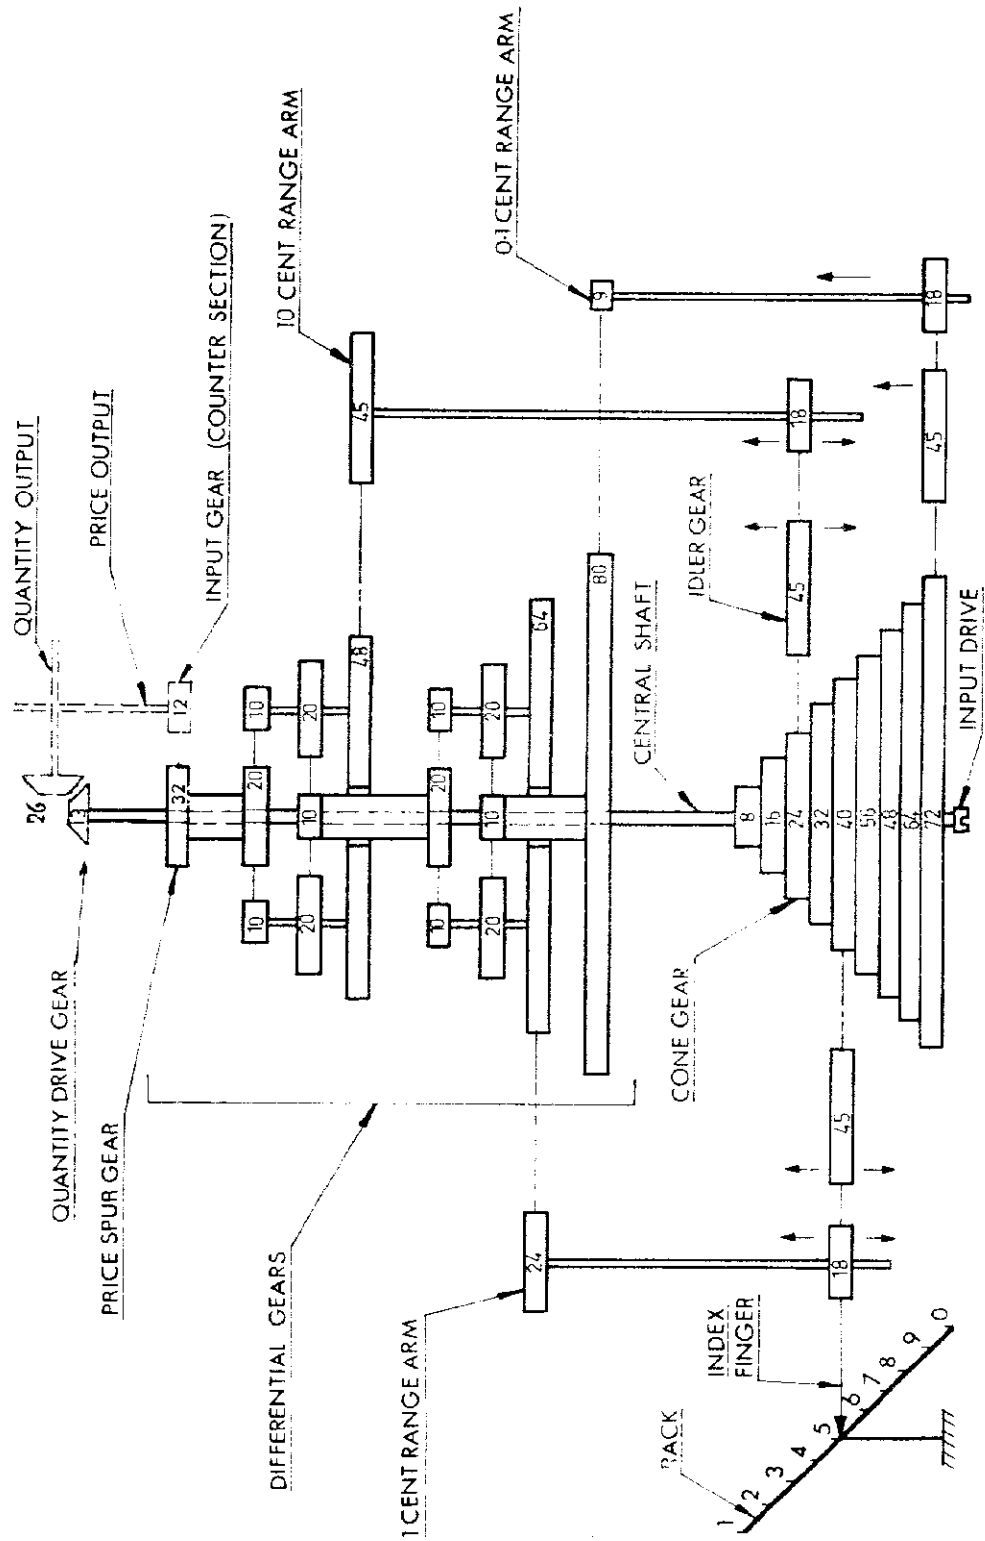 QUANTITY OUTPUT
PRICE OUTPUT
INPUT GEAR (COUNTER SECTION)
10 CENT RANGE ARM
0·1 CENT RANGE ARM
QUANTITY DRIVE GEAR
PRICE SPUR GEAR
DIFFERENTIAL GEARS
1 CENT RANGE ARM
IDLER GEAR
CENTRAL SHAFT
CONE GEAR
INPUT DRIVE
INDEX
FINGER
RACK
26
13
12
32
10
20
10
20
10
20
48
45
10
20
10
20
10
20
64
80
9
24
8
16
24
32
40
56
48
64
72
45
18
45
18
45
18
1
2
3
4
5
6
7
8
9
0